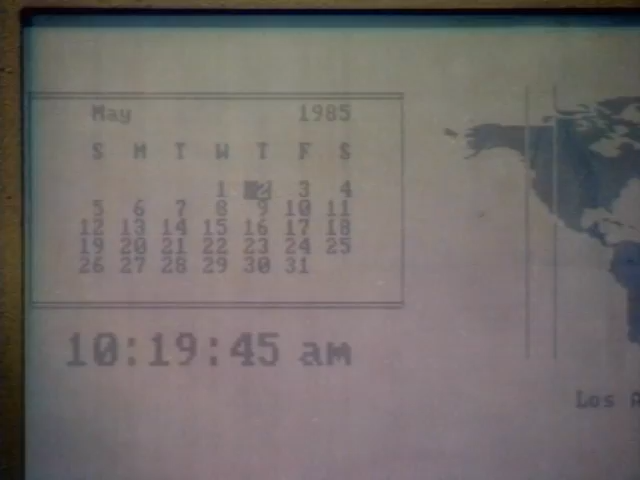 May 1985
S M T W T F S
1 2 3 4
5 6 7 8 9 10 11
12 13 14 15 16 17 18
19 20 21 22 23 24 25
26 27 28 29 30 31
10:19:45 am
Los